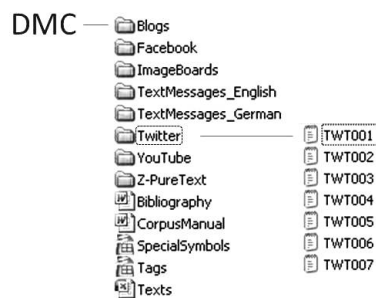 DMC
Blogs
Facebook
ImageBoards
TextMessages_English
TextMessages_German
Twitter
YouTube
Z-PureText
Bibliography
CorpusManual
SpecialSymbols
Tags
Texts
TWT001
TWT002
TWT003
TWT004
TWT005
TWT006
TWT007